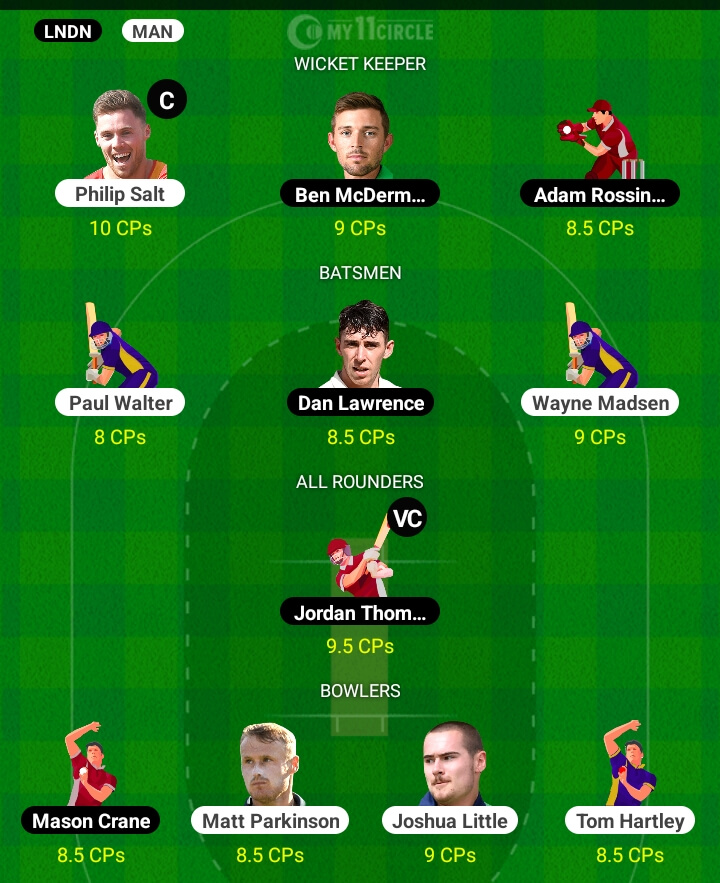 LNDN MAN
MY11CIRCLE
WICKET KEEPER
C
Philip Salt Ben McDerm... Adam Rossin...
10 CPs 9 CPs 8.5 CPs
BATSMEN
Paul Walter Dan Lawrence Wayne Madsen
8 CPs 8.5 CPs 9 CPs
ALL ROUNDERS
VC
Jordan Thom...
9.5 CPs
BOWLERS
Mason Crane Matt Parkinson Joshua Little Tom Hartley
8.5 CPs 8.5 CPs 9 CPs 8.5 CPs